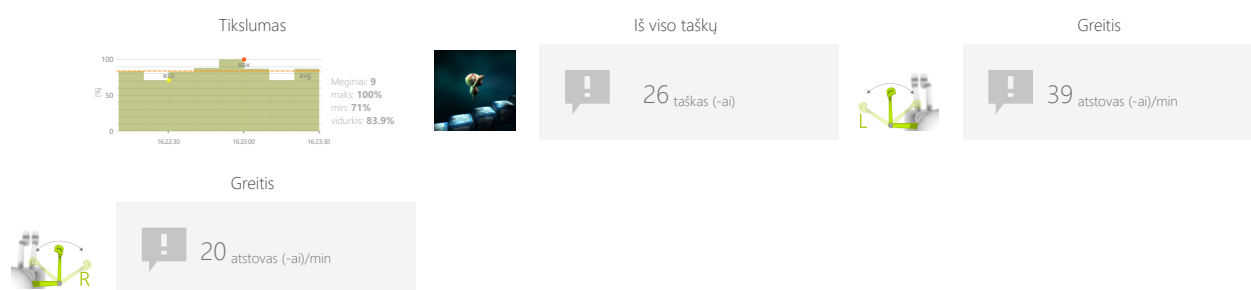 Tikslumas
100
50
0
[%]
min
max
avg
16:22:30
16:23:00
16:23:30
Mėginiai: 9
maks: 100%
min: 71%
vidurkis: 83.9%
Iš viso taškų
26 taškas (-ai)
Greitis
L
39 atstovas (-ai)/min
Greitis
R
20 atstovas (-ai)/min